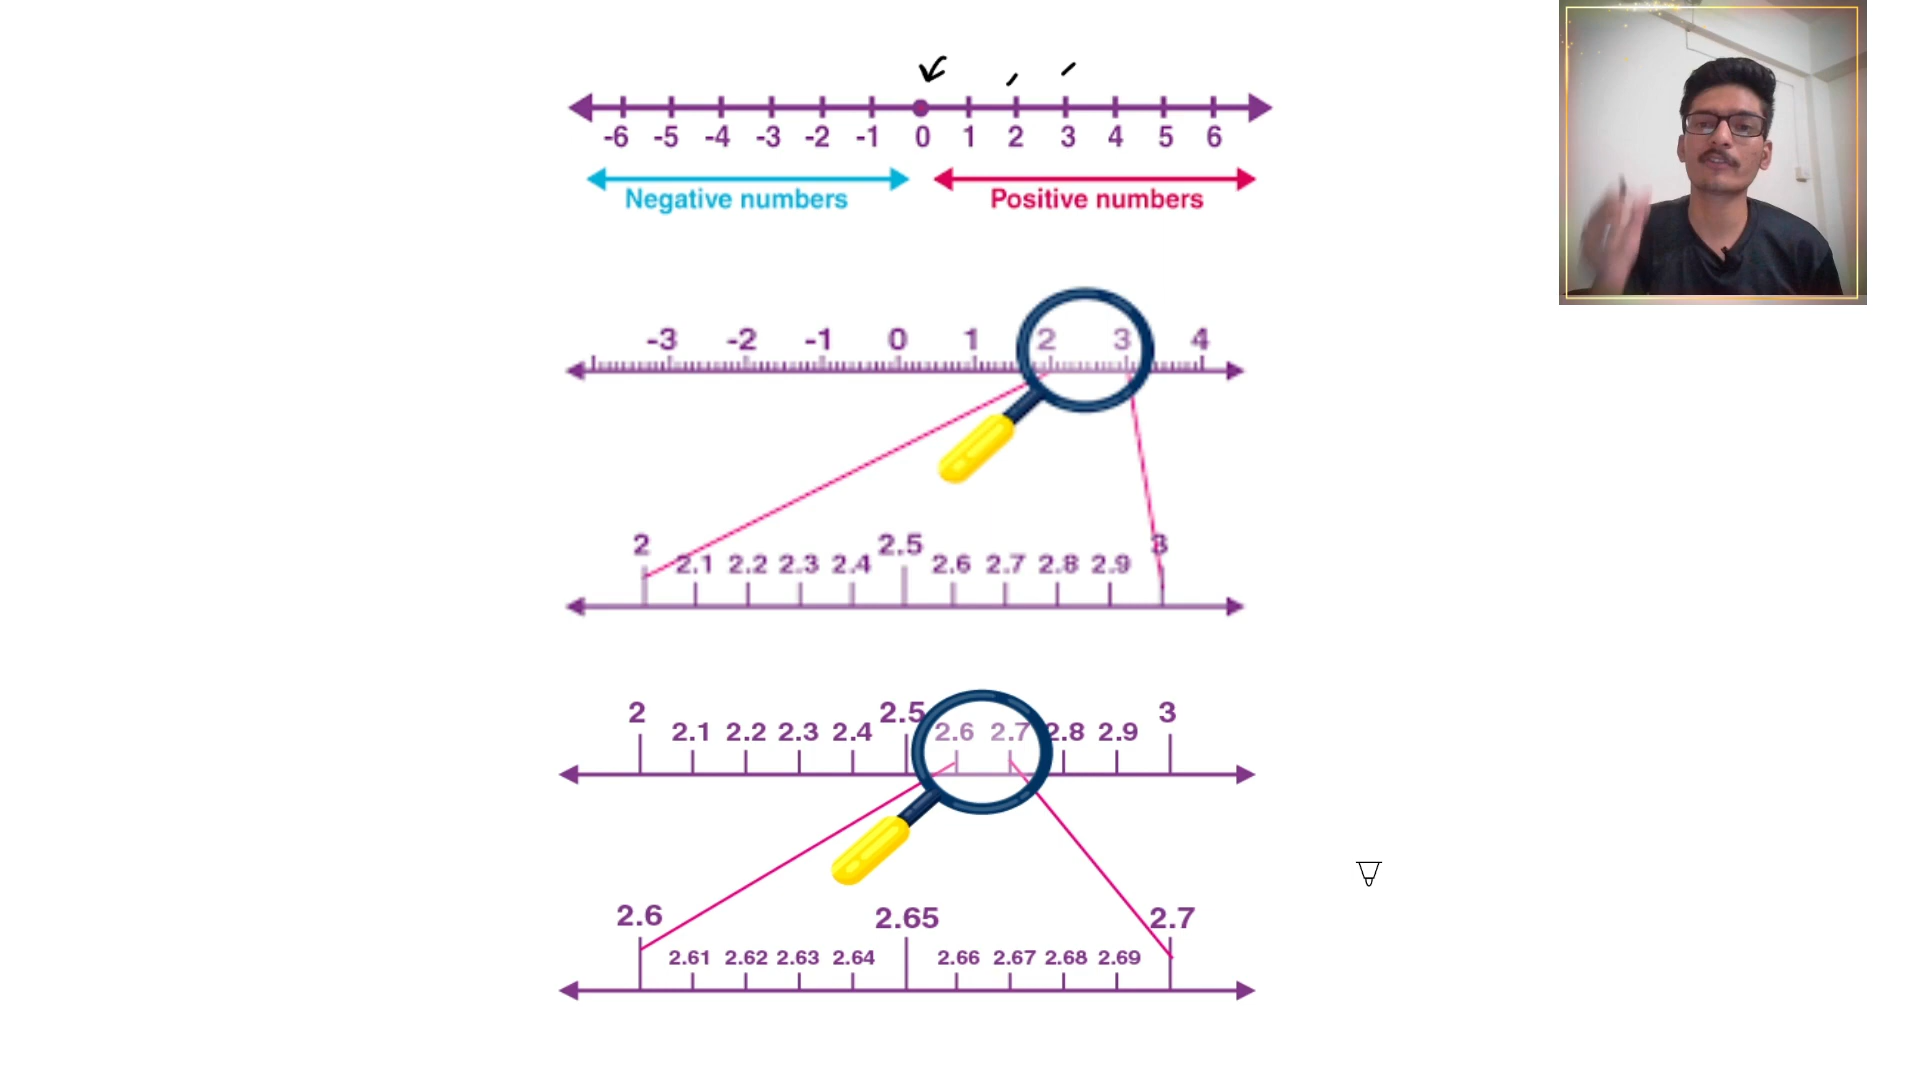 -6 -5 -4 -3 -2 -1 0 1 2 3 4 5 6
Negative numbers Positive numbers
-3 -2 -1 0 1 2 3 4
2 2.1 2.2 2.3 2.4 2.5 2.6 2.7 2.8 2.9 3
2 2.1 2.2 2.3 2.4 2.5 2.6 2.7 2.8 2.9 3
2.6 2.65 2.7
2.61 2.62 2.63 2.64 2.66 2.67 2.68 2.69